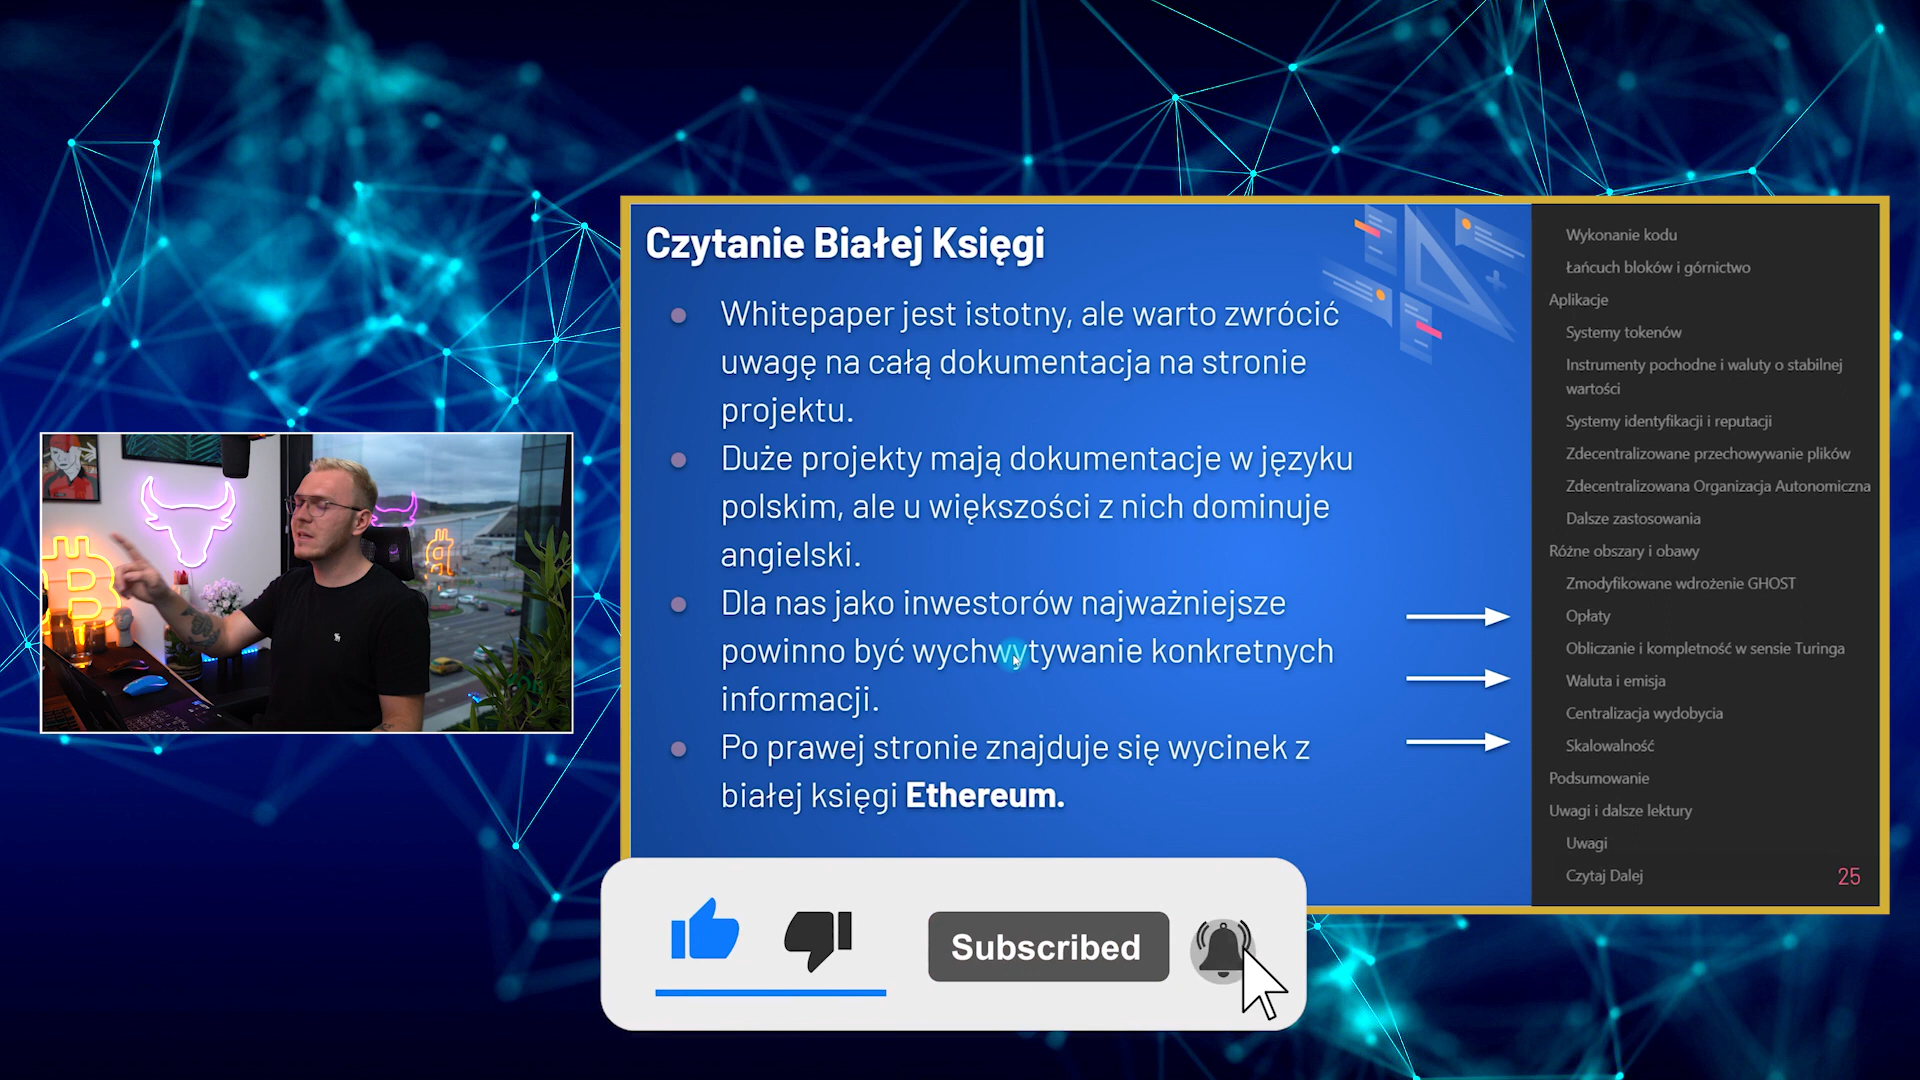 Czytanie Białej Księgi
Whitepaper jest istotny, ale warto zwrócić
uwagę na całą dokumentacja na stronie
projektu.
Duże projekty mają dokumentacje w języku
polskim, ale u większości z nich dominuje
angielski.
Dla nas jako inwestorów najważniejsze
powinno być wychwytywanie konkretnych
informacji.
Po prawej stronie znajduje się wycinek z
białej księgi Ethereum.
Wykonanie kodu
Łańcuch bloków i górnictwo
Aplikacje
Systemy tokenów
Instrumenty pochodne i waluty o stabilnej
wartości
Systemy identyfikacji i reputacji
Zdecentralizowane przechowywanie plików
Zdecentralizowana Organizacja Autonomiczna
Dalsze zastosowania
Różne obszary i obawy
Zmodyfikowane wdrożenie GHOST
Opłaty
Obliczanie i kompletność w sensie Turinga
Waluta i emisja
Centralizacja wydobycia
Skalowalność
Podsumowanie
Uwagi i dalsze lektury
Uwagi
Czytaj Dalej
25
Subscribed